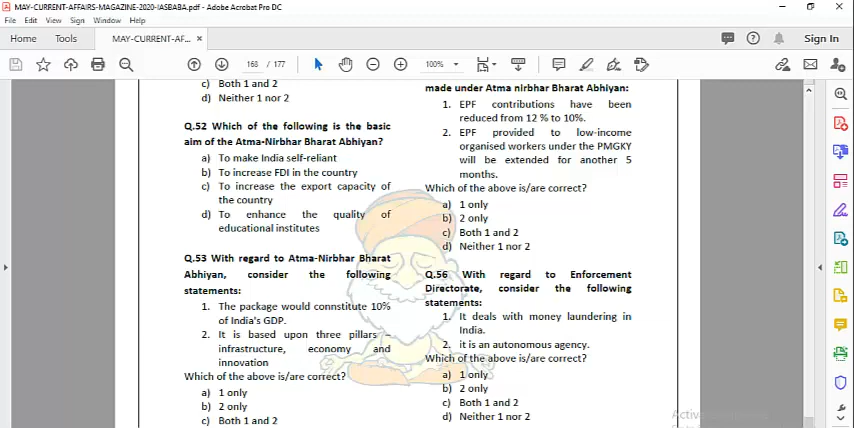 MAY-CURRENT-AFFAIRS-MAGAZINE-2020-IASBABA.pdf - Adobe Acrobat Pro DC
File Edit View Sign Window Help
Home Tools MAY-CURRENT-AF... × Sign In
168 / 177 100%
c) Both 1 and 2
d) Neither 1 nor 2
Q.52 Which of the following is the basic
aim of the Atma-Nirbhar Bharat Abhiyan?
a) To make India self-reliant
b) To increase FDI in the country
c) To increase the export capacity of
the country
d) To enhance the quality of
educational institutes
Q.53 With regard to Atma-Nirbhar Bharat
Abhiyan, consider the following
statements:
1. The package would connstitute 10%
of India's GDP.
2. It is based upon three pillars –
infrastructure, economy and
innovation
Which of the above is/are correct?
a) 1 only
b) 2 only
c) Both 1 and 2
made under Atma nirbhar Bharat Abhiyan:
1. EPF contributions have been
reduced from 12 % to 10%.
2. EPF provided to low-income
organised workers under the PMGKY
will be extended for another 5
months.
Which of the above is/are correct?
a) 1 only
b) 2 only
c) Both 1 and 2
d) Neither 1 nor 2
Q.56 With regard to Enforcement
Directorate, consider the following
statements:
1. It deals with money laundering in
India.
2. it is an autonomous agency.
Which of the above is/are correct?
a) 1 only
b) 2 only
c) Both 1 and 2
d) Neither 1 nor 2